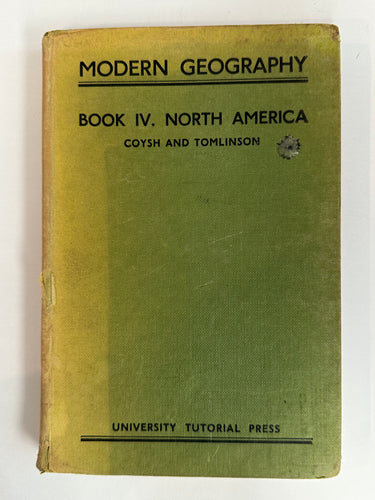 MODERN GEOGRAPHY
BOOK IV. NORTH AMERICA
COYSH AND TOMLINSON
UNIVERSITY TUTORIAL PRESS